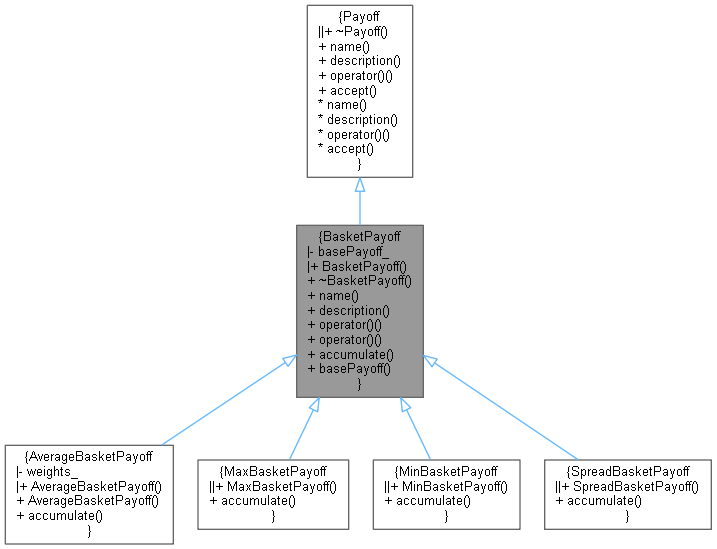 {Payoff
||+ ~Payoff()
+ name()
+ description()
+ operator()()
+ accept()
* name()
* description()
* operator()()
* accept()
}
{BasketPayoff
|- basePayoff_
|+ BasketPayoff()
+ ~BasketPayoff()
+ name()
+ description()
+ operator()()
+ operator()()
+ accumulate()
+ basePayoff()
}
{AverageBasketPayoff
|- weights_
|+ AverageBasketPayoff()
+ AverageBasketPayoff()
+ accumulate()
}
{MaxBasketPayoff
||+ MaxBasketPayoff()
+ accumulate()
}
{MinBasketPayoff
||+ MinBasketPayoff()
+ accumulate()
}
{SpreadBasketPayoff
||+ SpreadBasketPayoff()
+ accumulate()
}